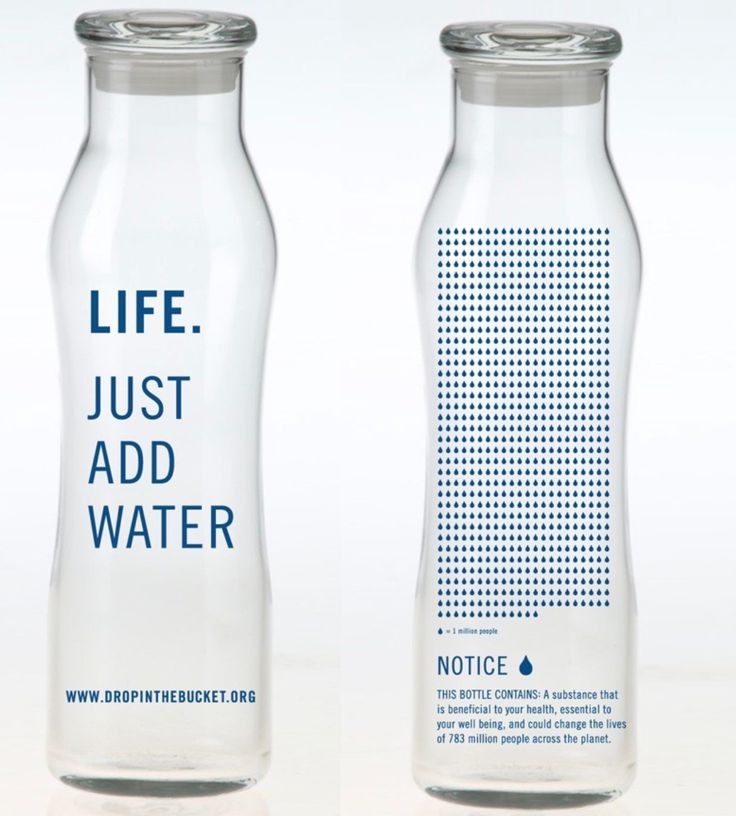 LIFE.
JUST
ADD
WATER
WWW.DROPINTHEBUCKET.ORG
= 1 million people
NOTICE
THIS BOTTLE CONTAINS: A substance that
is beneficial to your health, essential to
your well being, and could change the lives
of 783 million people across the planet.